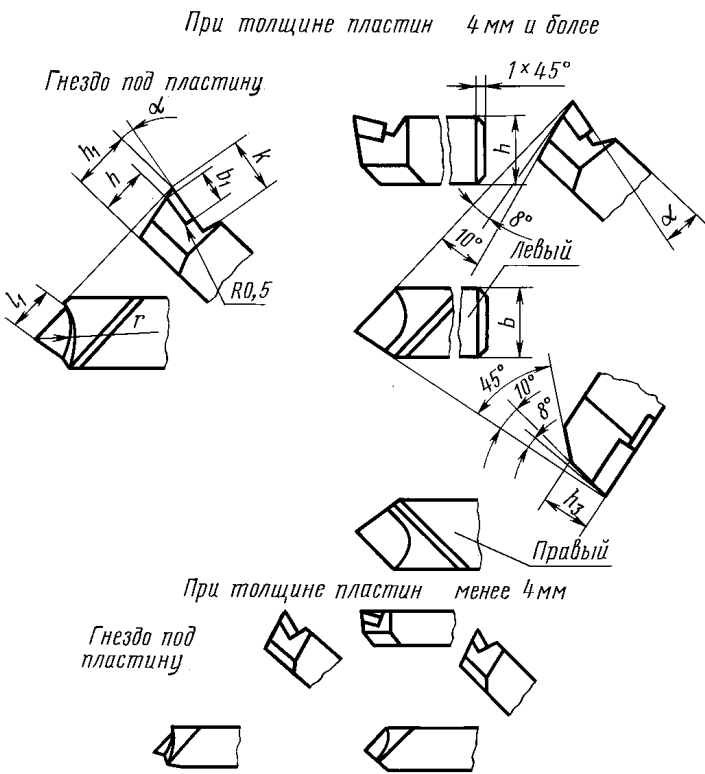 При толщине пластин 4 мм и более
Гнездо под пластину
1×45°
α
h₁
h
b₁
k
h
8°
10°
α
Левый
R0,5
l₁
r
b
45°
10°
8°
h₃
Правый
При толщине пластин менее 4 мм
Гнездо под
пластину